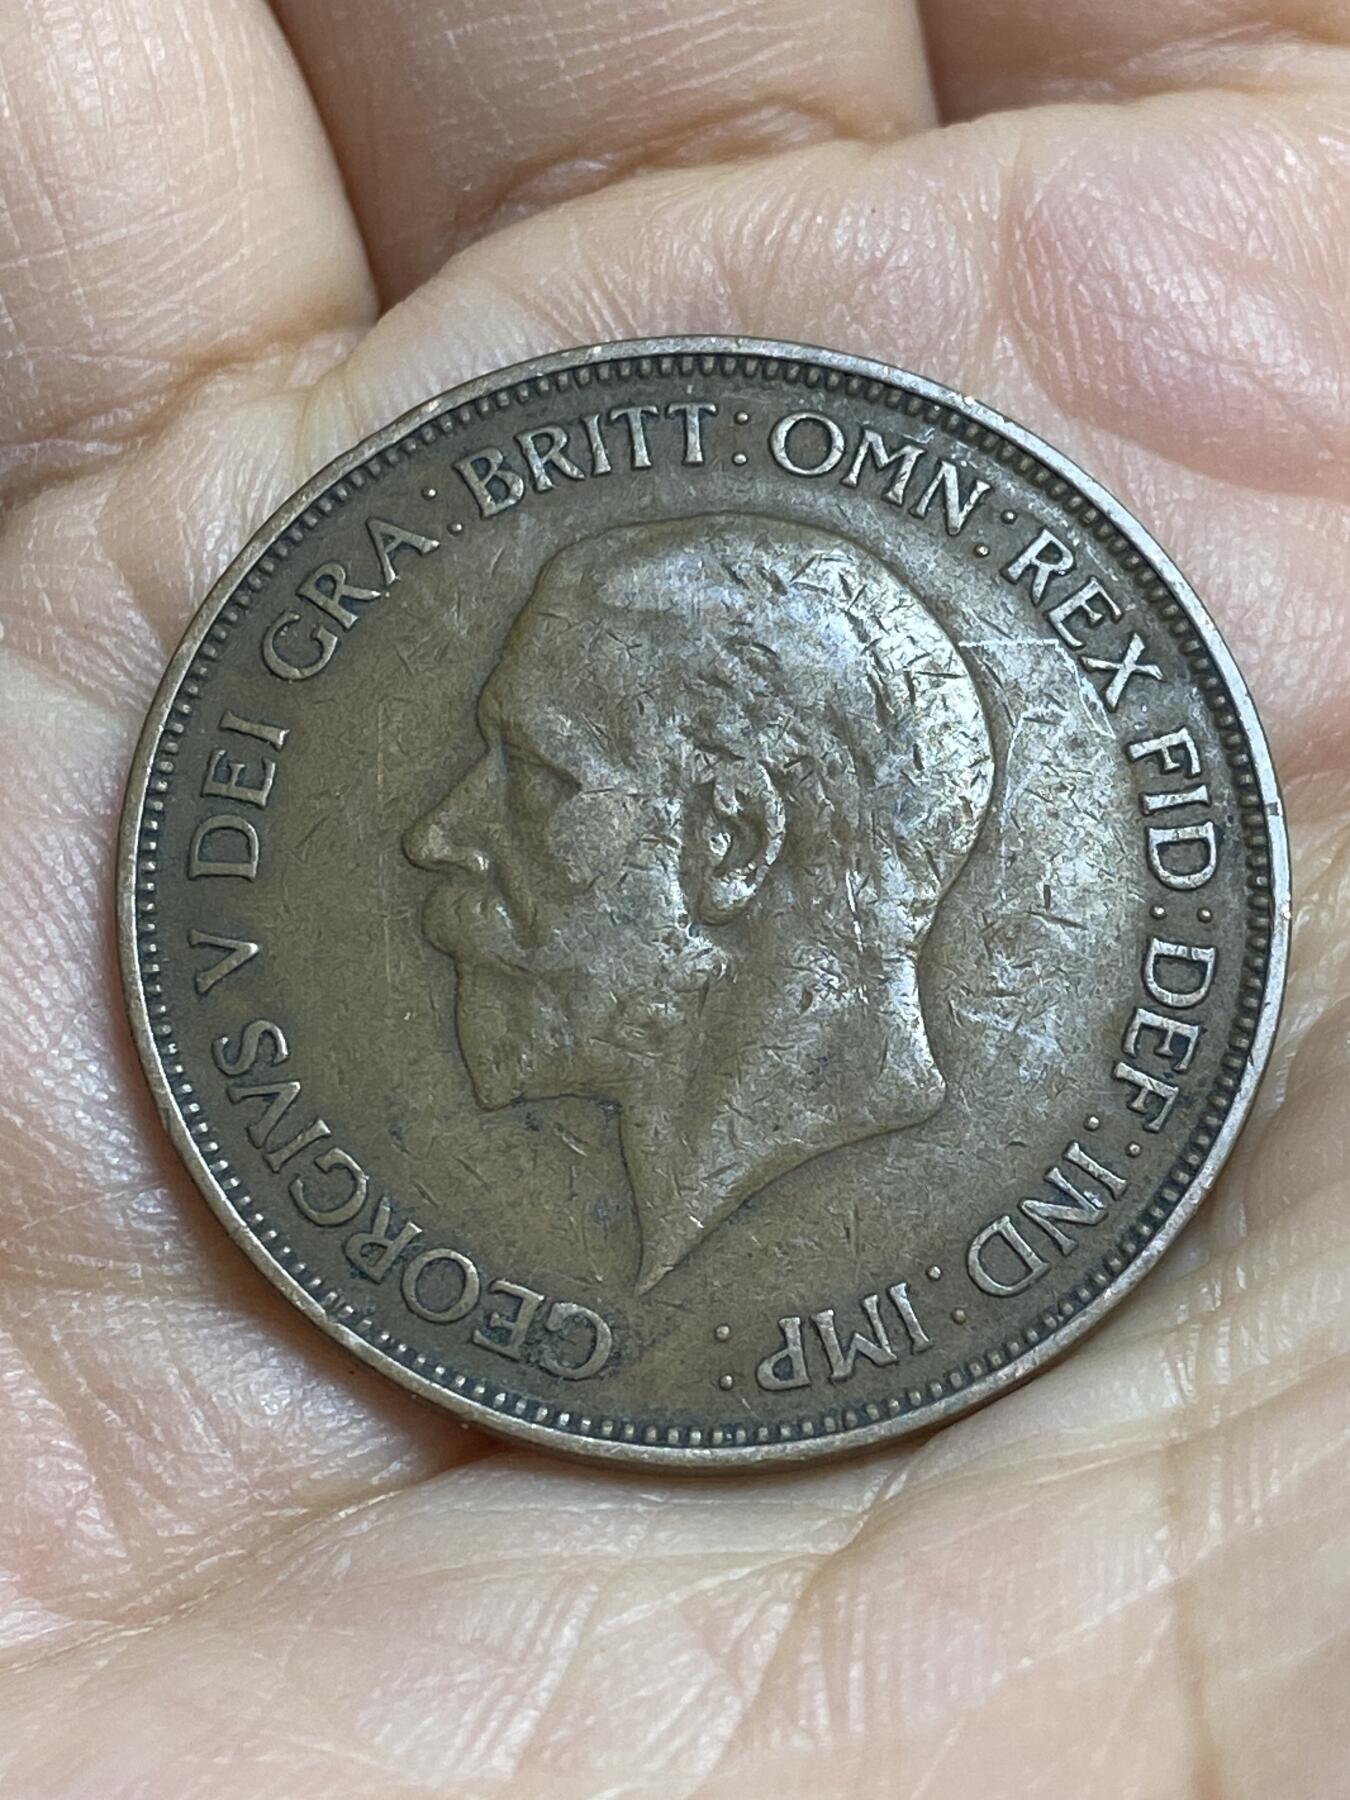 GEORGIVS V DEI GRA: BRITT: OMN: REX FID: DEF: IND: IMP: